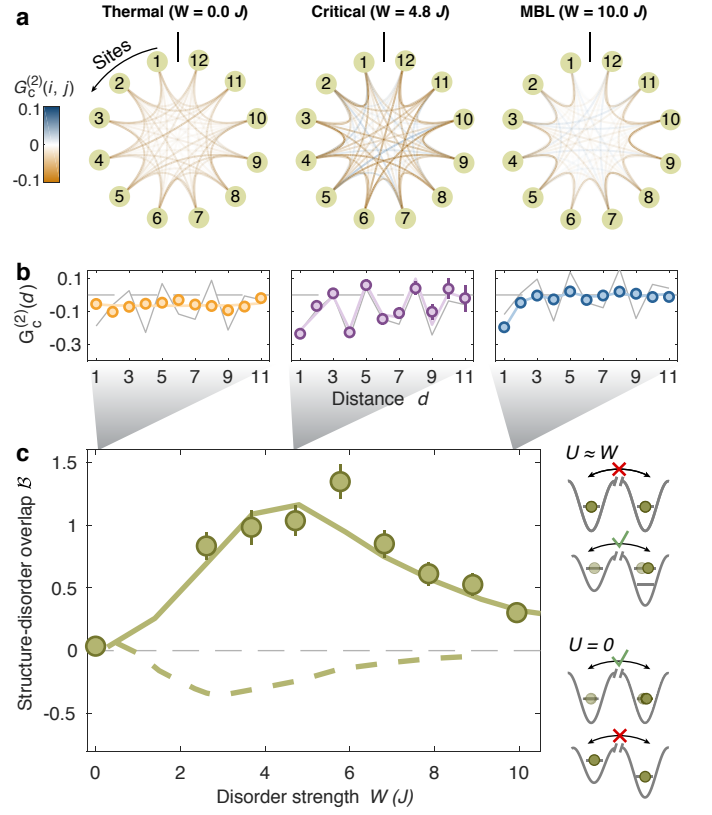 a
Thermal (W = 0.0 J) Critical (W = 4.8 J) MBL (W = 10.0 J)
Sites
G_c^(2)(i, j)
0.1
0
-0.1
1 2 3 4 5 6 7 8 9 10 11 12
1 2 3 4 5 6 7 8 9 10 11 12
1 2 3 4 5 6 7 8 9 10 11 12
b
G_c^(2)(d)
0.1
-0.1
-0.3
1 3 5 7 9 11 1 3 5 7 9 11 1 3 5 7 9 11
Distance d
c
Structure-disorder overlap ℬ
1.5
1
0.5
0
-0.5
0 2 4 6 8 10
Disorder strength W (J)
U ≈ W
U = 0